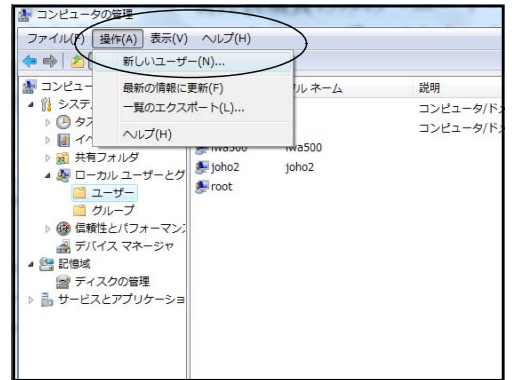 コンピュータの管理
ファイル(F) 操作(A) 表示(V) ヘルプ(H)
新しいユーザー(N)...
最新の情報に更新(F)
一覧のエクスポート(L)...
ヘルプ(H)
ル ネーム 説明
コンピュータ/ド
コンピュータ/ド
iwa500 iwa500
joho2 joho2
root
コンピュー
システ
タス
イベ
共有フォルダ
ローカル ユーザーとグ
ユーザー
グループ
信頼性とパフォーマン
デバイス マネージャ
記憶域
ディスクの管理
サービスとアプリケーショ